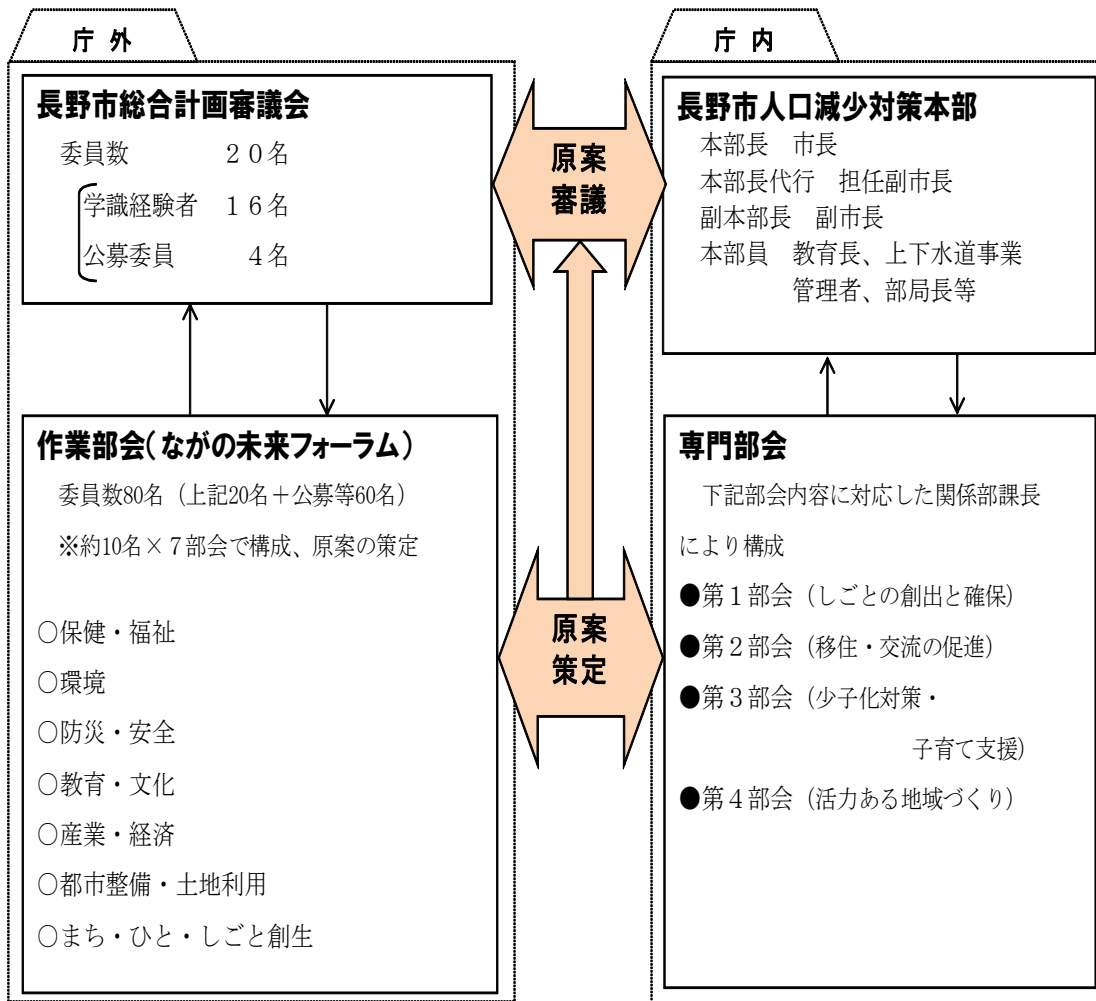 庁 外
長野市総合計画審議会
委員数 ２０名
学識経験者 １６名
公募委員 ４名
作業部会（ながの未来フォーラム）
委員数80名（上記20名＋公募等60名）
※約10名×７部会で構成、原案の策定
○保健・福祉
○環境
○防災・安全
○教育・文化
○産業・経済
○都市整備・土地利用
○まち・ひと・しごと創生
原案
審議
原案
策定
庁 内
長野市人口減少対策本部
本部長 市長
本部長代行 担任副市長
副本部長 副市長
本部員 教育長、上下水道事業
管理者、部局長等
専門部会
下記部会内容に対応した関係部課長
により構成
●第１部会（しごとの創出と確保）
●第２部会（移住・交流の促進）
●第３部会（少子化対策・
子育て支援）
●第４部会（活力ある地域づくり）